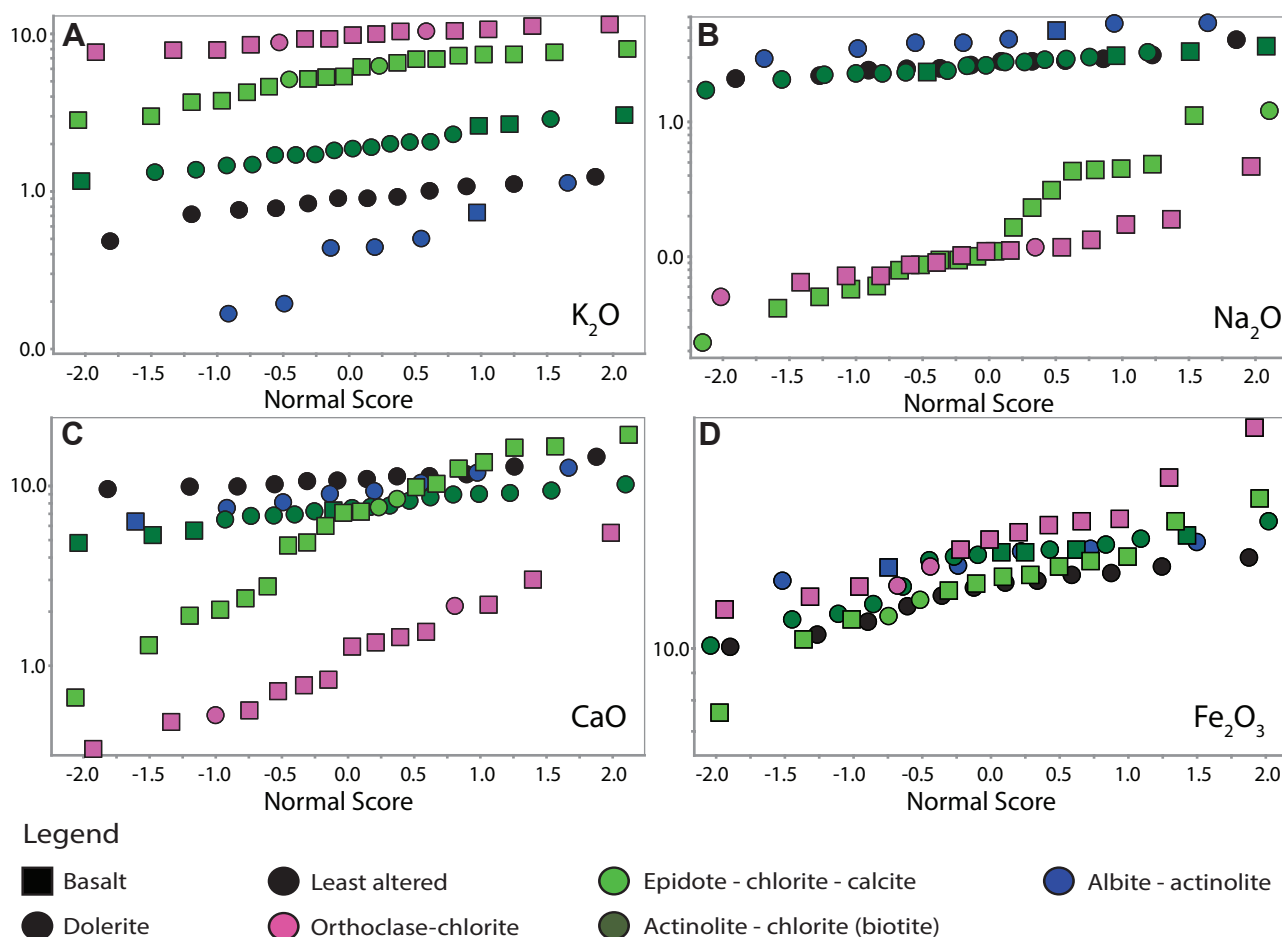 A
10.0
1.0
0.0
K₂O
-2.0 -1.5 -1.0 -0.5 0.0 0.5 1.0 1.5 2.0
Normal Score
B
1.0
0.0
Na₂O
-2.0 -1.5 -1.0 -0.5 0.0 0.5 1.0 1.5 2.0
Normal Score
C
10.0
1.0
CaO
-2.0 -1.5 -1.0 -0.5 0.0 0.5 1.0 1.5 2.0
Normal Score
D
10.0
Fe₂O₃
-2.0 -1.5 -1.0 -0.5 0.0 0.5 1.0 1.5 2.0
Normal Score
Legend
Basalt Least altered Epidote - chlorite - calcite Albite - actinolite
Dolerite Orthoclase-chlorite Actinolite - chlorite (biotite)